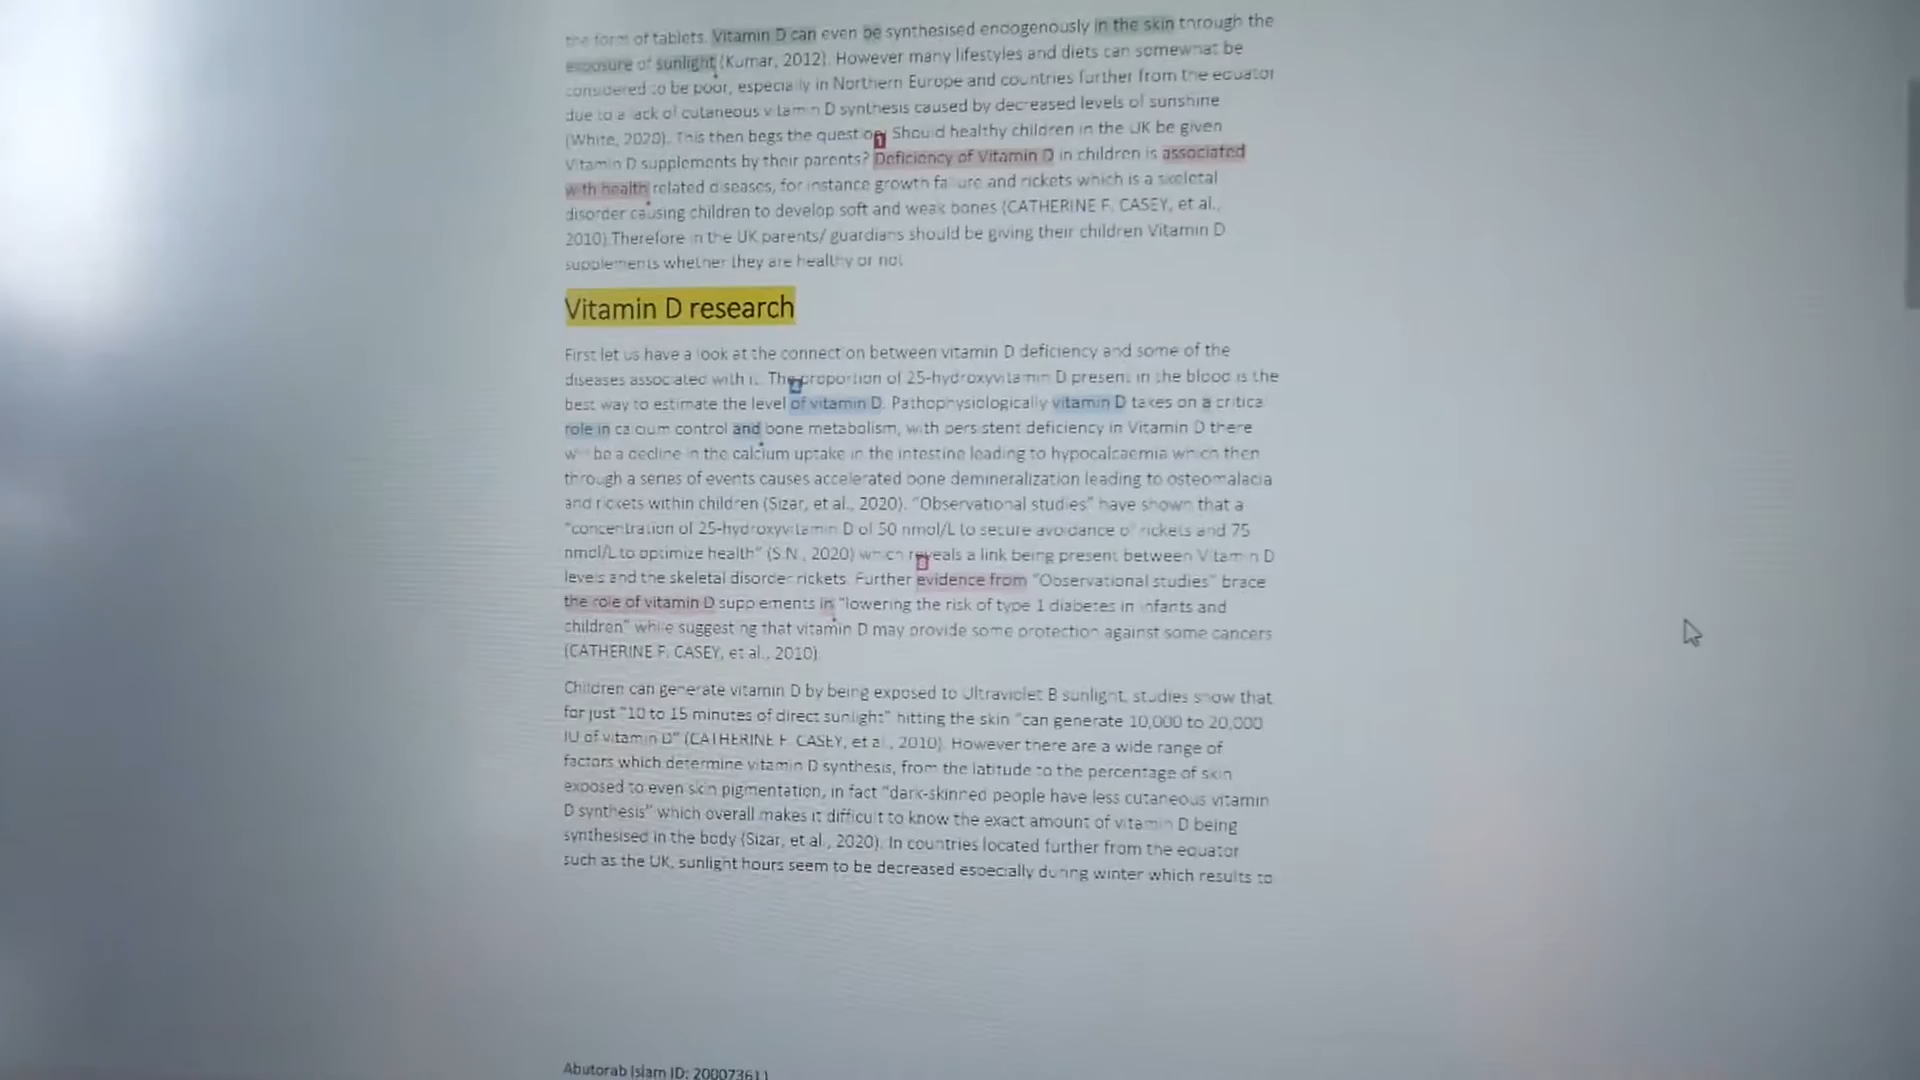 the form of tablets. Vitamin D can even be synthesised endogenously in the skin through the
exposure of sunlight (Kumar, 2012). However many lifestyles and diets can somewhat be
considered to be poor, especially in Northern Europe and countries further from the equator
due to a lack of cutaneous vitamin D synthesis caused by decreased levels of sunshine
(White, 2020). This then begs the question, Should healthy children in the UK be given
1
Vitamin D supplements by their parents? Deficiency of Vitamin D in children is associated
with health related diseases, for instance growth failure and rickets which is a skeletal
disorder causing children to develop soft and weak bones (CATHERINE F. CASEY, et al.,
2010).Therefore in the UK parents/ guardians should be giving their children Vitamin D
supplements whether they are healthy or not
Vitamin D research
First let us have a look at the connection between vitamin D deficiency and some of the
diseases associated with it. The proportion of 25-hydroxyvitamin D present in the blood is the
best way to estimate the level of vitamin D. Pathophysiologically vitamin D takes on a critical
role in calcium control and bone metabolism, with persistent deficiency in Vitamin D there
will be a decline in the calcium uptake in the intestine leading to hypocalcaemia which then
through a series of events causes accelerated bone demineralization leading to osteomalacia
and rickets within children (Sizar, et al., 2020). "Observational studies" have shown that a
"concentration of 25-hydroxyvitamin D of 50 nmol/L to secure avoidance of rickets and 75
nmol/L to optimize health" (S.N., 2020) which reveals a link being present between Vitamin D
levels and the skeletal disorder rickets. Further evidence from "Observational studies" brace
the role of vitamin D supplements in "lowering the risk of type 1 diabetes in infants and
children" while suggesting that vitamin D may provide some protection against some cancers
(CATHERINE F. CASEY, et al., 2010).
Children can generate vitamin D by being exposed to Ultraviolet B sunlight, studies show that
for just "10 to 15 minutes of direct sunlight" hitting the skin "can generate 10,000 to 20,000
IU of vitamin D" (CATHERINE F. CASEY, et al., 2010). However there are a wide range of
factors which determine vitamin D synthesis, from the latitude to the percentage of skin
exposed to even skin pigmentation, in fact "dark-skinned people have less cutaneous vitamin
D synthesis" which overall makes it difficult to know the exact amount of vitamin D being
synthesised in the body (Sizar, et al., 2020). In countries located further from the equator
such as the UK, sunlight hours seem to be decreased especially during winter which results to
Abutorab Islam ID: 200073611